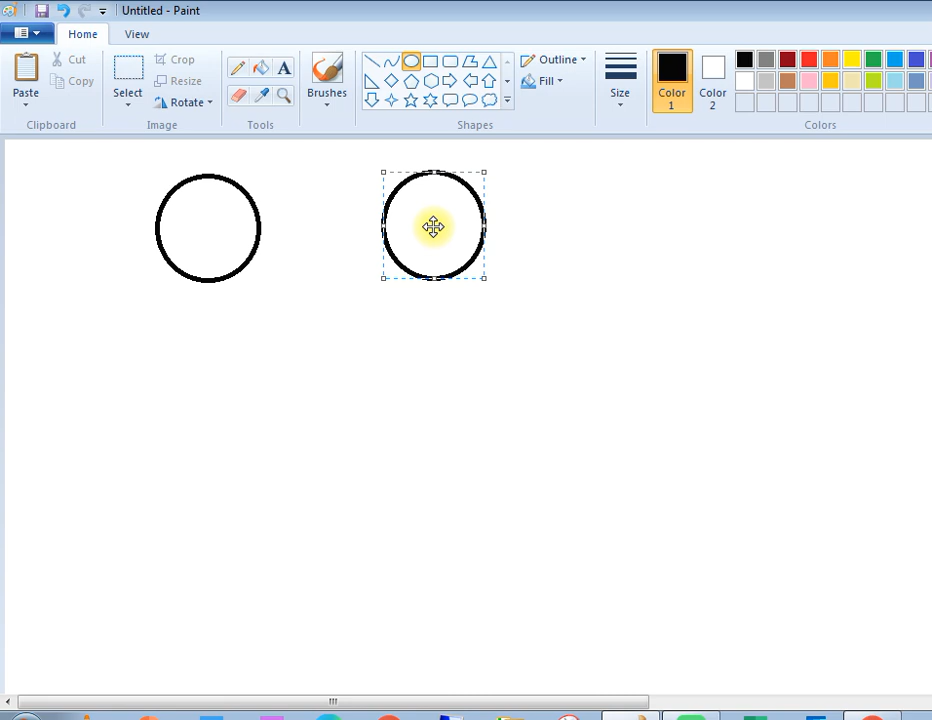 Untitled - Paint
Home View
Paste
Cut
Copy
Clipboard
Select
Crop
Resize
Rotate
Image
A
Tools
Brushes
Outline
Fill
Shapes
Size
Color 1
Color 2
Colors